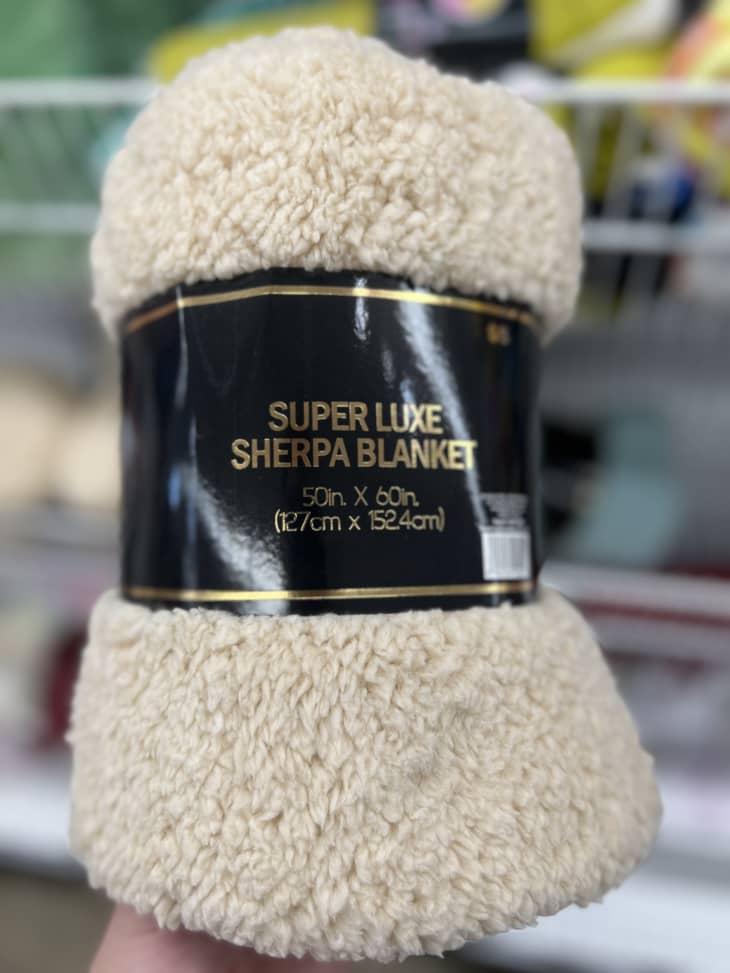 SUPER LUXE
SHERPA BLANKET
50in. X 60in.
(127cm x 152.4cm)